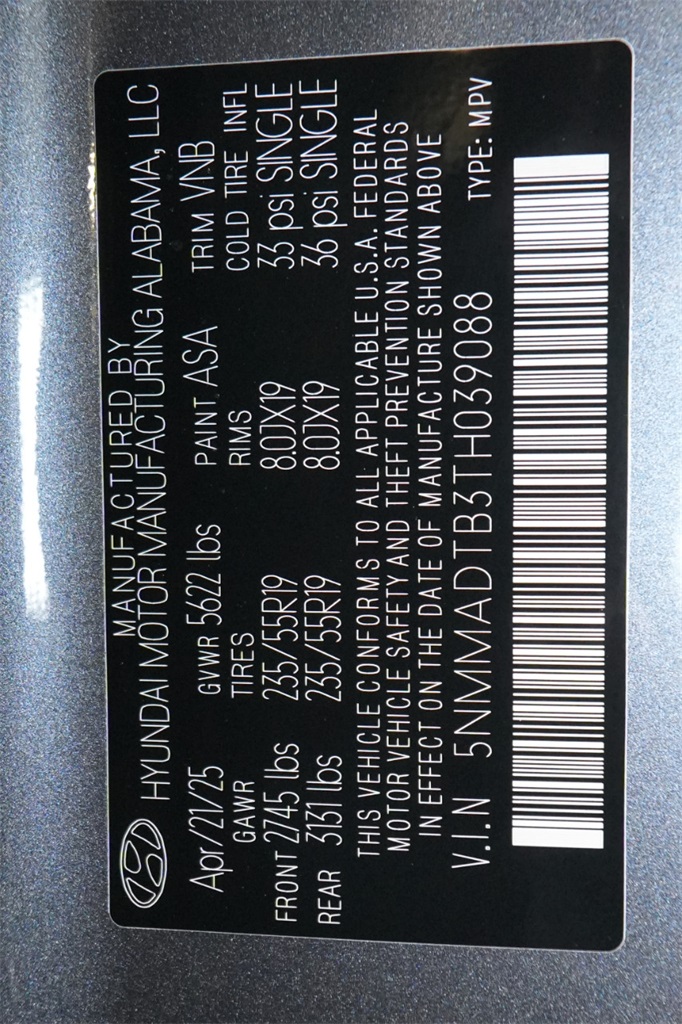 MANUFACTURED BY
HYUNDAI MOTOR MANUFACTURING ALABAMA, LLC
Apr/21/25 GVWR 5622 lbs PAINT ASA TRIM VNB
GAWR TIRES RIMS COLD TIRE INFL
FRONT 2745 lbs 235/55R19 8.0JX19 33 psi SINGLE
REAR 3131 lbs 235/55R19 8.0JX19 36 psi SINGLE
THIS VEHICLE CONFORMS TO ALL APPLICABLE U.S.A. FEDERAL
MOTOR VEHICLE SAFETY AND THEFT PREVENTION STANDARDS
IN EFFECT ON THE DATE OF MANUFACTURE SHOWN ABOVE
V.I.N 5NMMADTB3TH039088 TYPE: MPV